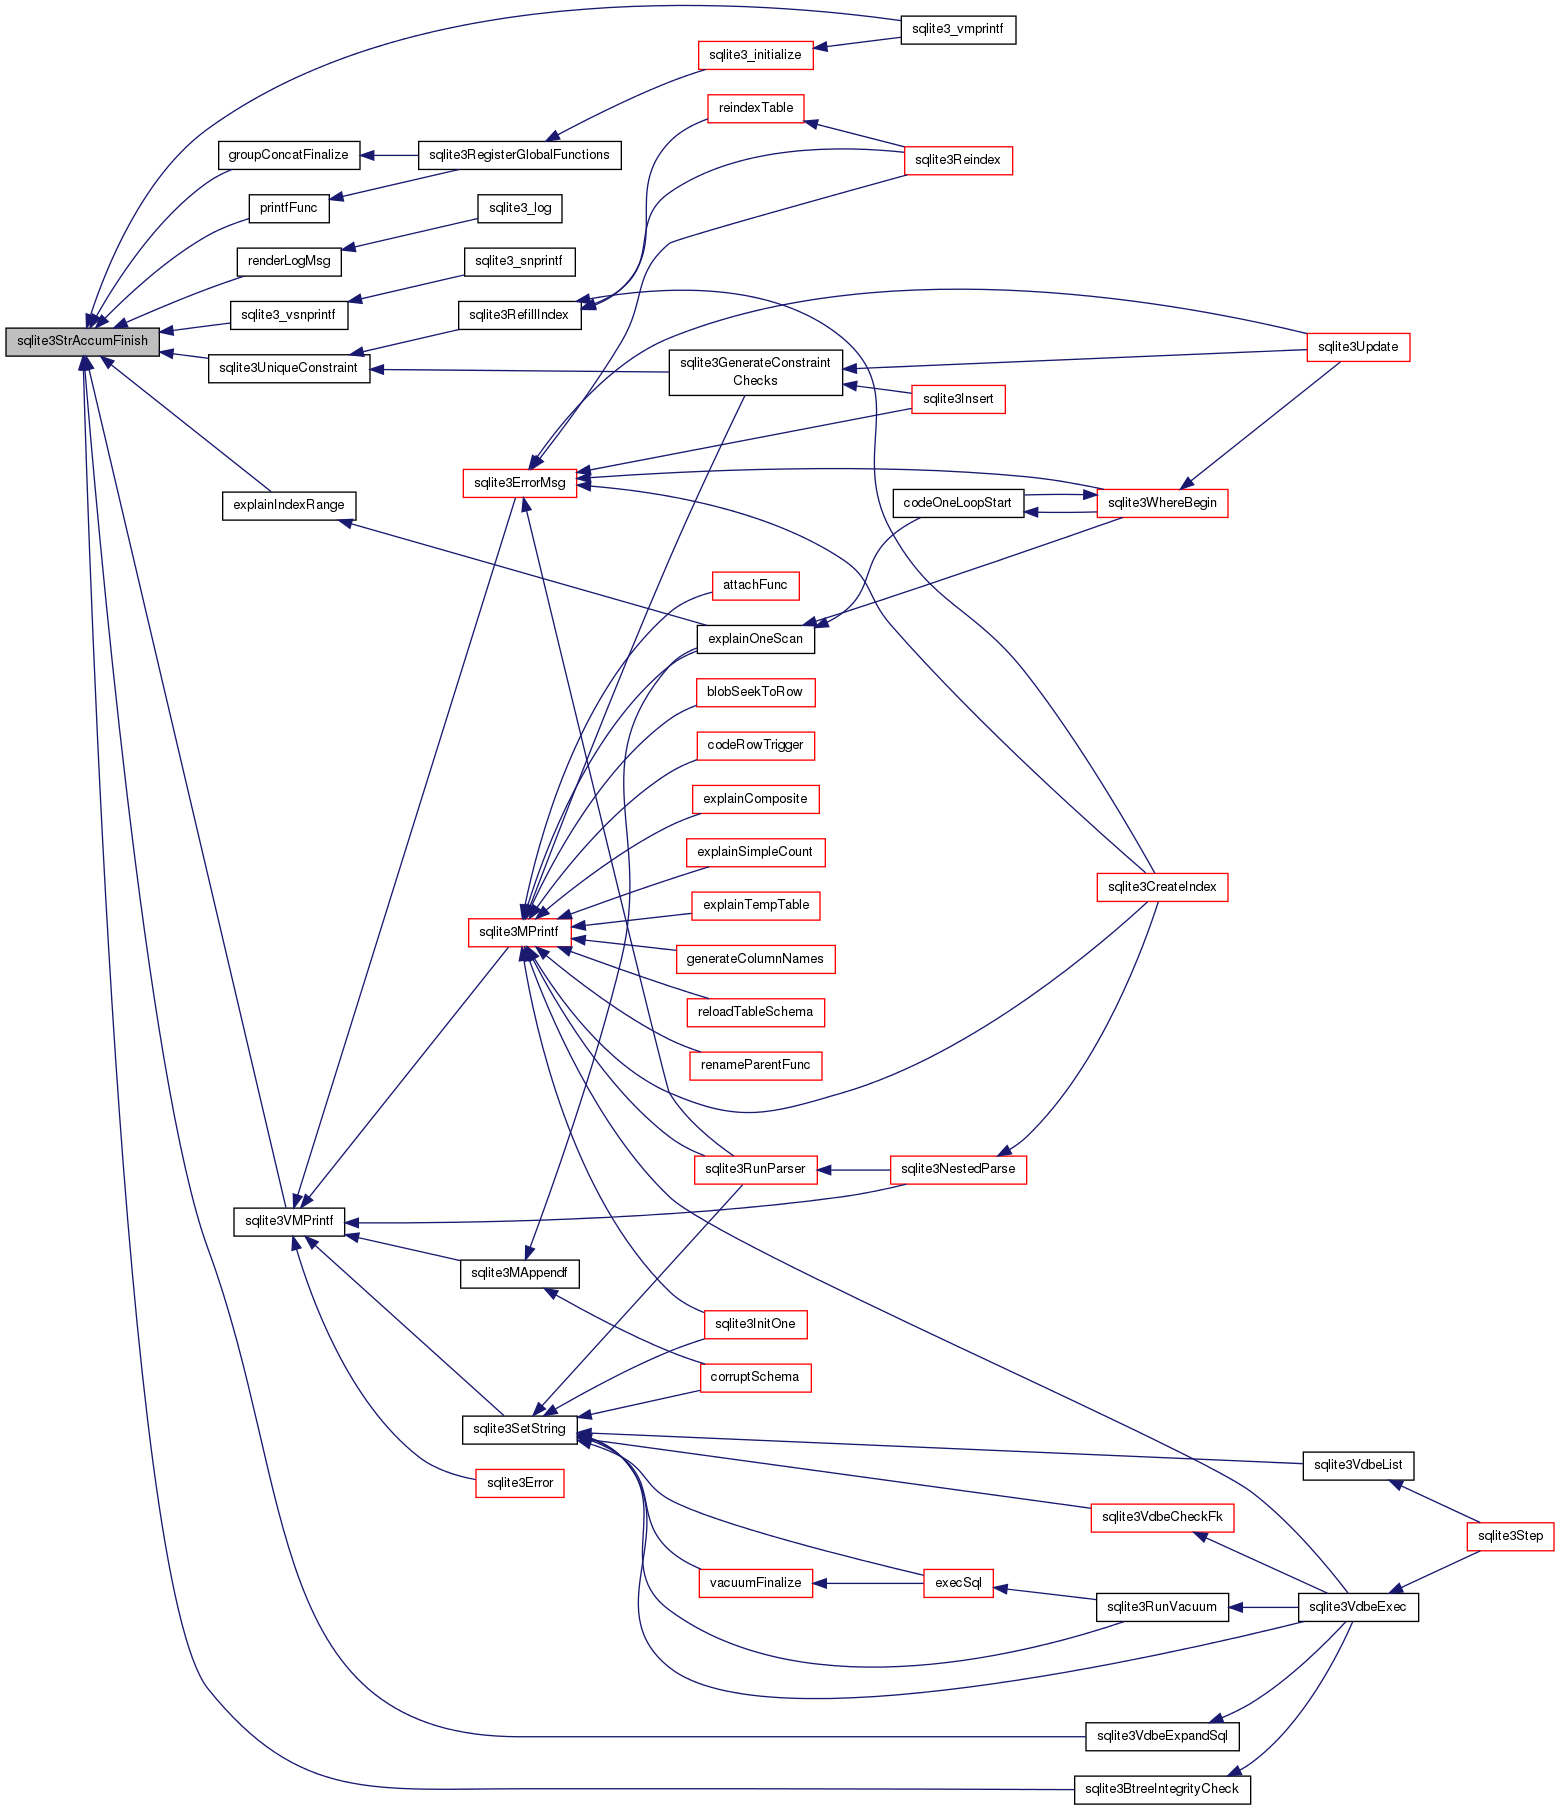 sqlite3_vmprintf
sqlite3_initialize
reindexTable
groupConcatFinalize
sqlite3RegisterGlobalFunctions
sqlite3Reindex
printfFunc
sqlite3_log
renderLogMsg
sqlite3_snprintf
sqlite3_vsnprintf
sqlite3RefillIndex
sqlite3StrAccumFinish
sqlite3Update
sqlite3UniqueConstraint
sqlite3GenerateConstraint
Checks
sqlite3Insert
sqlite3ErrorMsg
explainIndexRange
codeOneLoopStart
sqlite3WhereBegin
attachFunc
explainOneScan
blobSeekToRow
codeRowTrigger
explainComposite
explainSimpleCount
sqlite3CreateIndex
explainTempTable
sqlite3MPrintf
generateColumnNames
reloadTableSchema
renameParentFunc
sqlite3RunParser
sqlite3NestedParse
sqlite3VMPrintf
sqlite3MAppendf
sqlite3InitOne
corruptSchema
sqlite3SetString
sqlite3VdbeList
sqlite3Error
sqlite3VdbeCheckFk
sqlite3Step
vacuumFinalize
execSql
sqlite3RunVacuum
sqlite3VdbeExec
sqlite3VdbeExpandSql
sqlite3BtreeIntegrityCheck